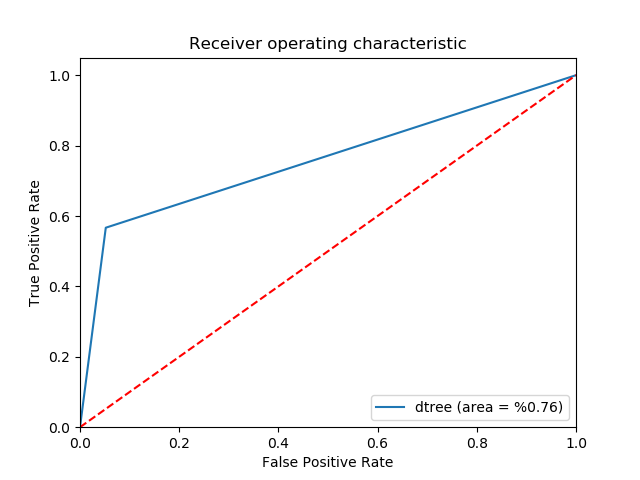 Receiver operating characteristic
True Positive Rate
1.0
0.8
0.6
0.4
0.2
0.0
dtree (area = %0.76)
0.0 0.2 0.4 0.6 0.8 1.0
False Positive Rate